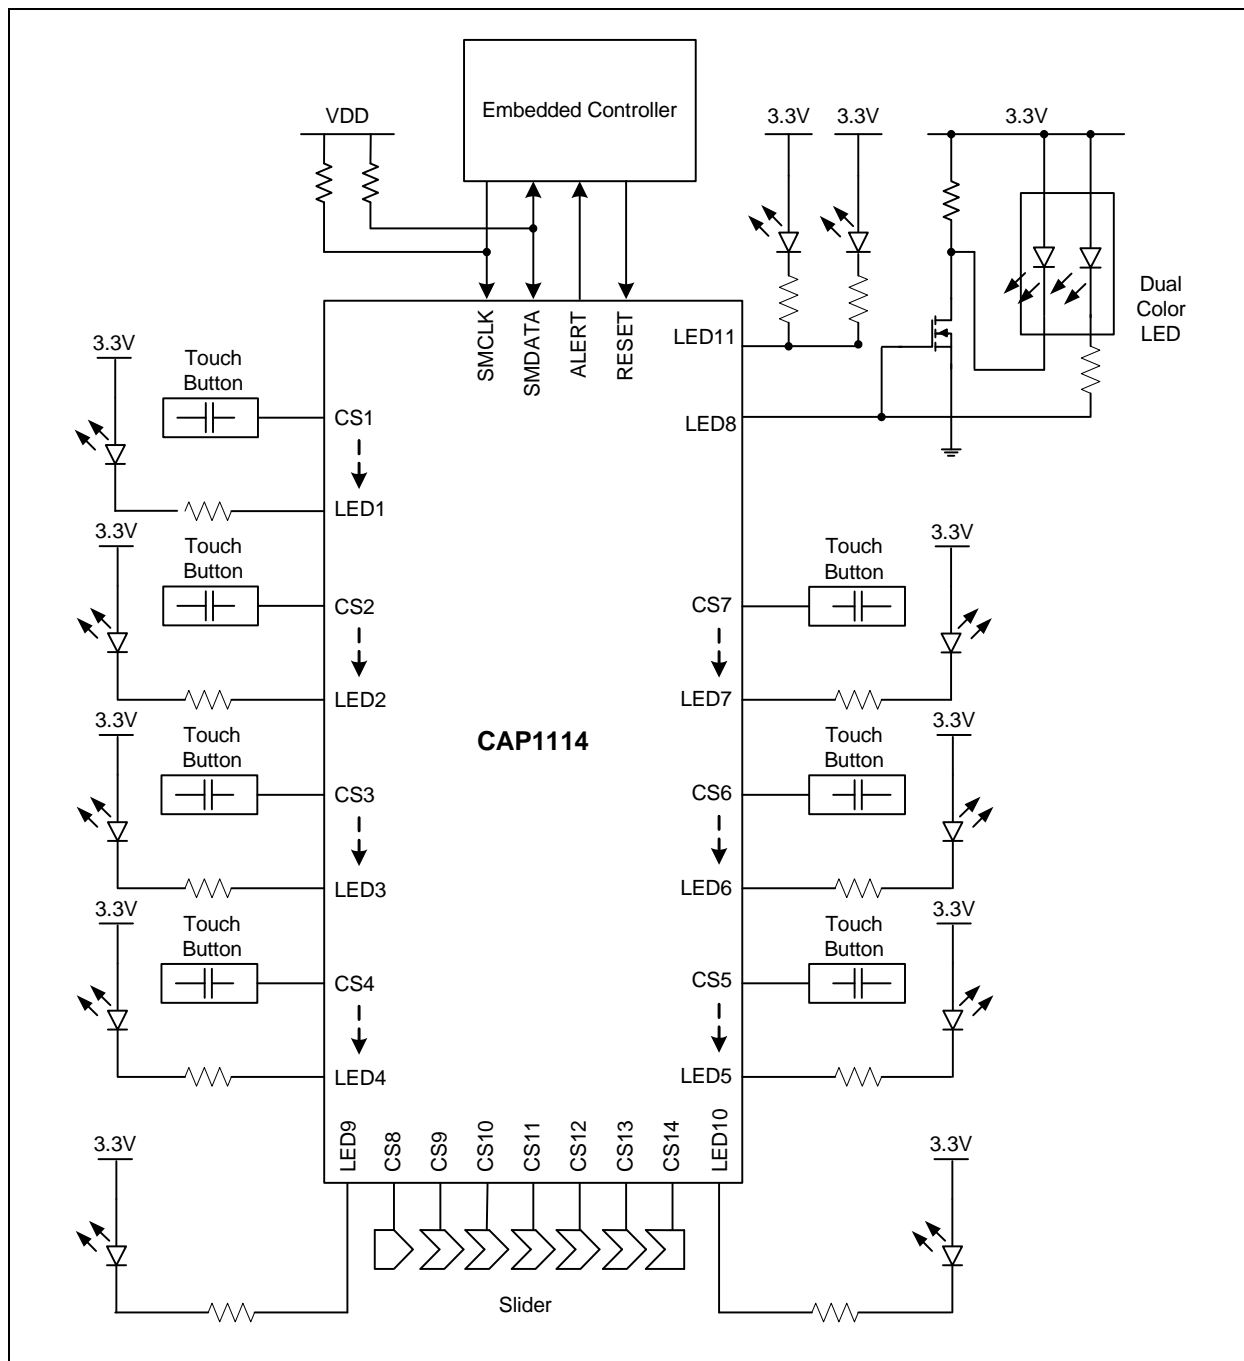 Embedded Controller
VDD
3.3V
3.3V
3.3V
SMCLK
SMDATA
ALERT
RESET
LED11
Dual
Color
LED
LED8
3.3V
Touch
Button
CS1
LED1
3.3V
Touch
Button
CS2
LED2
Touch
Button
3.3V
CS7
LED7
3.3V
Touch
Button
CS3
LED3
CAP1114
Touch
Button
3.3V
CS6
LED6
3.3V
Touch
Button
CS4
LED4
Touch
Button
3.3V
CS5
LED5
3.3V
LED9
CS8
CS9
CS10
CS11
CS12
CS13
CS14
LED10
3.3V
Slider